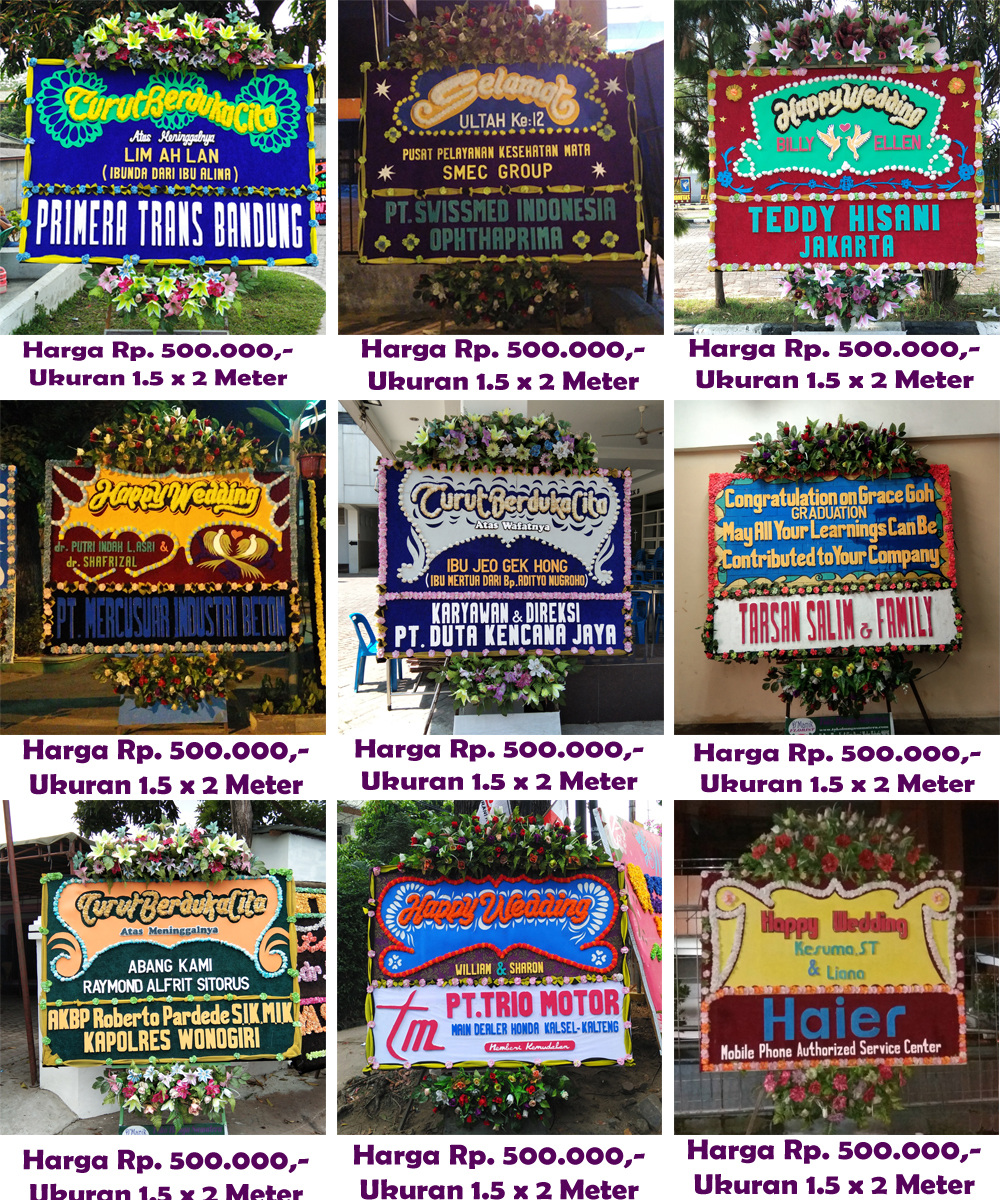 Turut Berduka Cita
Atas Meninggalnya
LIM AH LAN
( IBUNDA DARI IBU ALINA )
PRIMERA TRANS BANDUNG
Harga Rp. 500.000,-
Ukuran 1.5 x 2 Meter
Selamat
ULTAH Ke:12
PUSAT PELAYANAN KESEHATAN MATA
SMEC GROUP
PT. SWISSMED INDONESIA
OPHTHAPRIMA
Harga Rp. 500.000,-
Ukuran 1.5 x 2 Meter
Happy Wedding
BILLY ELLEN
TEDDY HISANI
JAKARTA
Harga Rp. 500.000,-
Ukuran 1.5 x 2 Meter
Happy Wedding
dr. PUTRI INDAH L. ASRI &
dr. SHAFRIZAL
PT. MERCUSUAR INDUSTRI BETON
Harga Rp. 500.000,-
Ukuran 1.5 x 2 Meter
Turut Berduka Cita
Atas Wafatnya
IBU JEO GEK HONG
(IBU MERTUA DARI Bp. ADITYO NUGROHO)
KARYAWAN & DIREKSI
PT. DUTA KENCANA JAYA
Harga Rp. 500.000,-
Ukuran 1.5 x 2 Meter
Congratulation on Grace Goh
GRADUATION
May All Your Learnings Can Be
Contributed to Your Company
TARSAN SALIM & FAMILY
Harga Rp. 500.000,-
Ukuran 1.5 x 2 Meter
Turut Berduka Cita
Atas Meninggalnya
ABANG KAMI
RAYMOND ALFRIT SITORUS
AKBP Roberto Pardede SIK MIK
KAPOLRES WONOGIRI
Harga Rp. 500.000,-
Ukuran 1.5 x 2 Meter
Happy Wedding
WILLIAN & SHARON
tm PT. TRIO MOTOR
MAIN DEALER HONDA KALSEL-KALTENG
Memberi Kemudahan
Harga Rp. 500.000,-
Ukuran 1.5 x 2 Meter
Happy Wedding
Kesuma, ST
& Liana
Haier
Mobile Phone Authorized Service Center
Harga Rp. 500.000,-
Ukuran 1.5 x 2 Meter